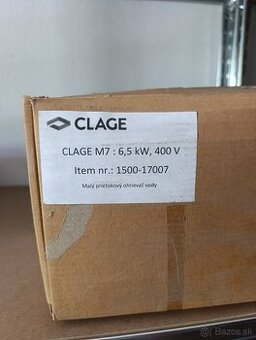 CLAGE
CLAGE M7 : 6,5 kW, 400 V
Item nr.: 1500-17007
Malý prietokový ohrievač vody
Bazos.sk